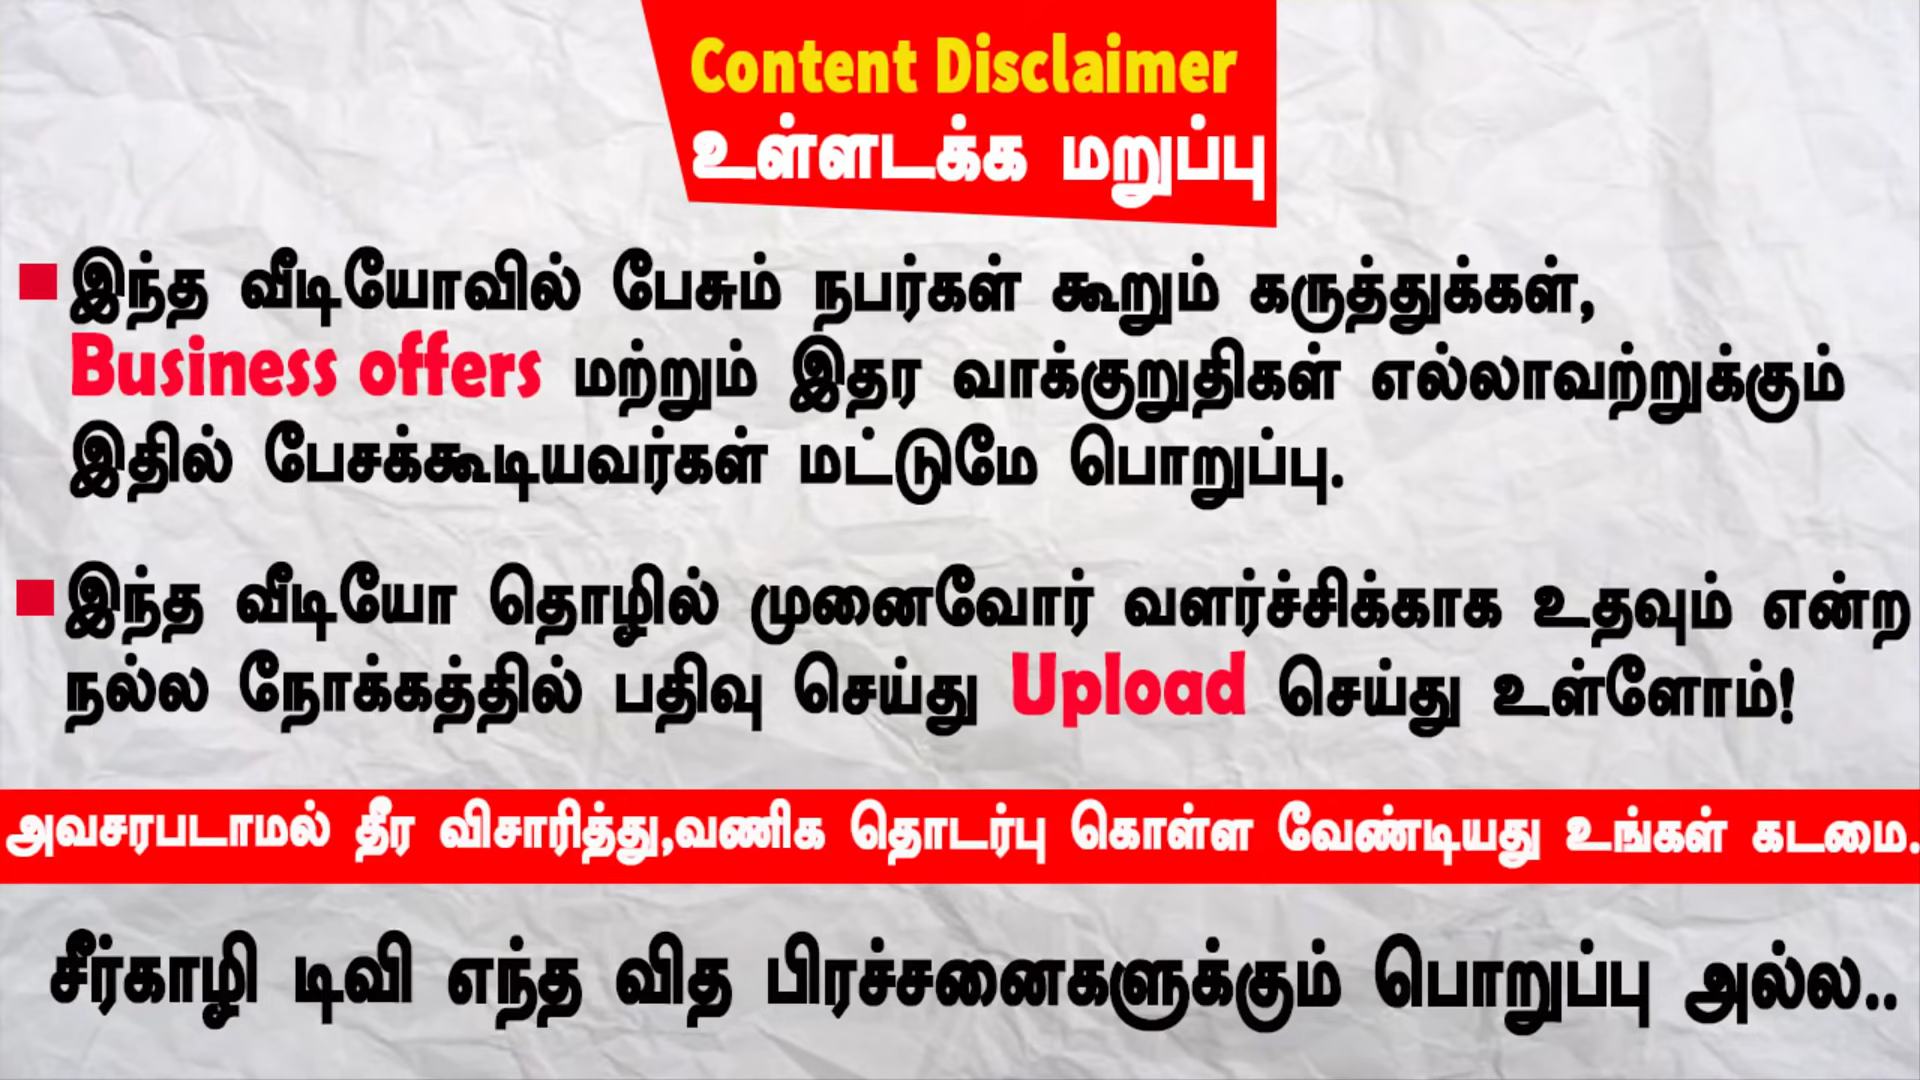 Content Disclaimer
உள்ளடக்க மறுப்பு
இந்த வீடியோவில் பேசும் நபர்கள் கூறும் கருத்துக்கள்,
Business offers மற்றும் இதர வாக்குறுதிகள் எல்லாவற்றுக்கும்
இதில் பேசக்கூடியவர்கள் மட்டுமே பொறுப்பு.
இந்த வீடியோ தொழில் முனைவோர் வளர்ச்சிக்காக உதவும் என்ற
நல்ல நோக்கத்தில் பதிவு செய்து Upload செய்து உள்ளோம்!
அவசரபடாமல் தீர விசாரித்து,வணிக தொடர்பு கொள்ள வேண்டியது உங்கள் கடமை.
சீர்காழி டிவி எந்த வித பிரச்சனைகளுக்கும் பொறுப்பு அல்ல..